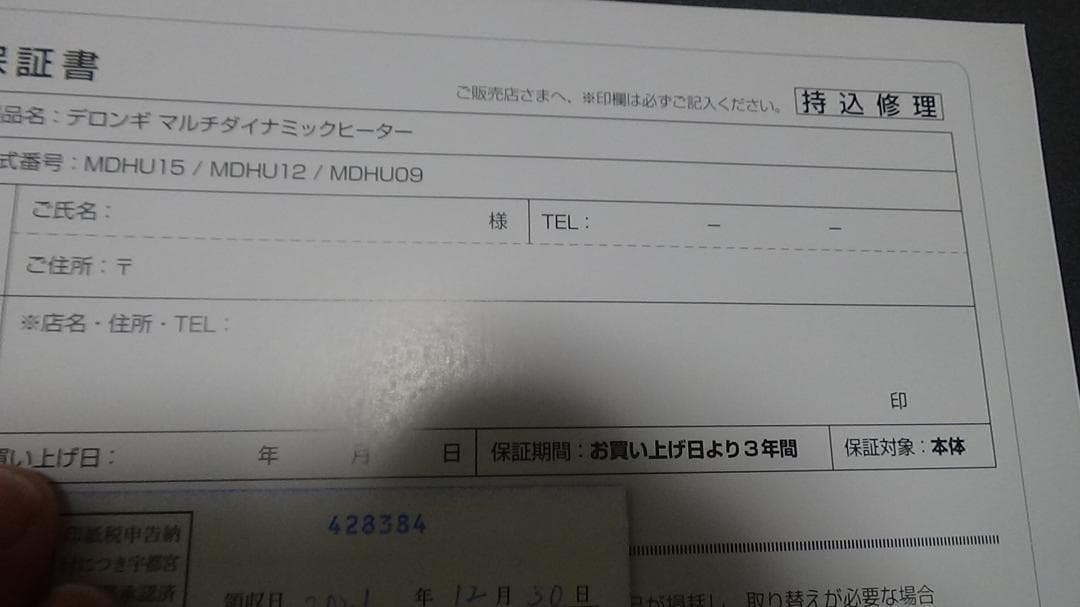 保証書
ご販売店さまへ、※印欄は必ずご記入ください。 持込修理
品名：デロンギ マルチダイナミックヒーター
式番号：MDHU15 / MDHU12 / MDHU09
ご氏名： 様 TEL： － －
ご住所：〒
※店名・住所・TEL：
印
買い上げ日： 年 月 日 保証期間：お買い上げ日より3年間 保証対象：本体
428384
印紙税申告納
につき宇都宮
承認済
領収日 2021 年 12 月 30 日
取り替えが必要な場合